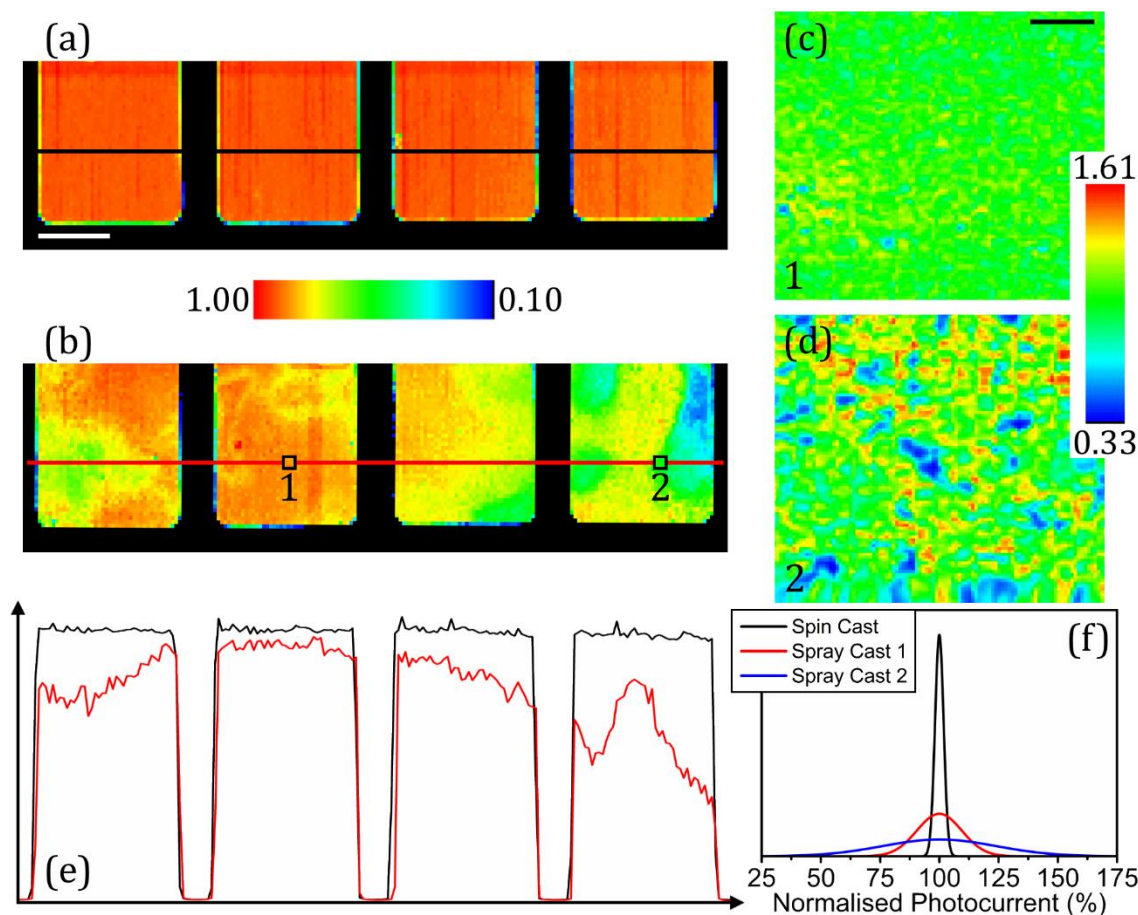 (a)
(c)
1.00
0.10
1
1.61
0.33
(b)
1
2
(d)
2
(e)
Spin Cast
Spray Cast 1
Spray Cast 2
(f)
25 50 75 100 125 150 175
Normalised Photocurrent (%)